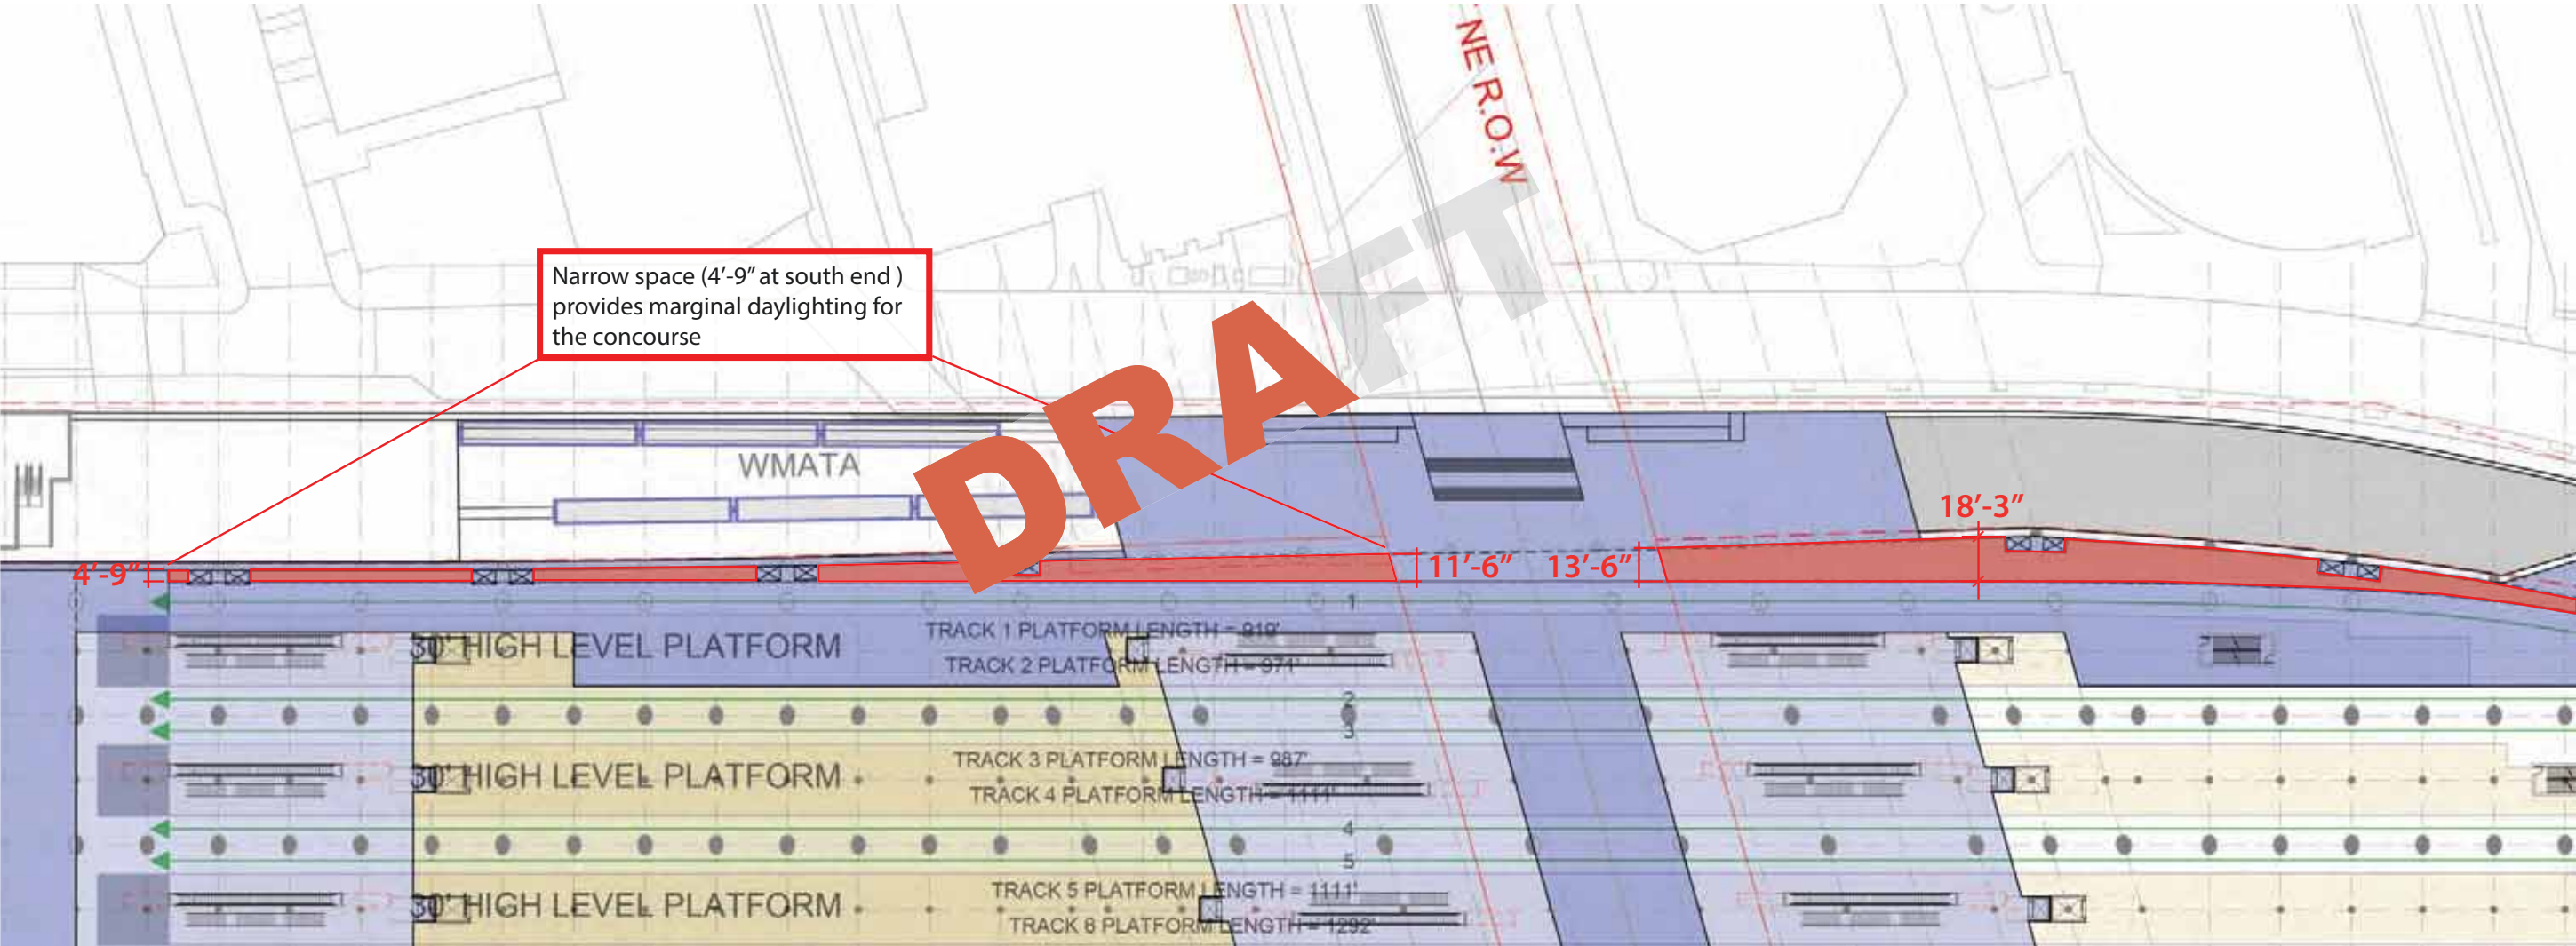 NE R.O.W
Narrow space (4’-9” at south end )
provides marginal daylighting for
the concourse
DRAFT
WMATA
18’-3”
4’-9”
11’-6”
13’-6”
1
30' HIGH LEVEL PLATFORM
TRACK 1 PLATFORM LENGTH = 919'
TRACK 2 PLATFORM LENGTH = 971'
2
3
30' HIGH LEVEL PLATFORM
TRACK 3 PLATFORM LENGTH = 987'
TRACK 4 PLATFORM LENGTH = 1111'
4
5
30' HIGH LEVEL PLATFORM
TRACK 5 PLATFORM LENGTH = 1111'
TRACK 6 PLATFORM LENGTH = 1292'